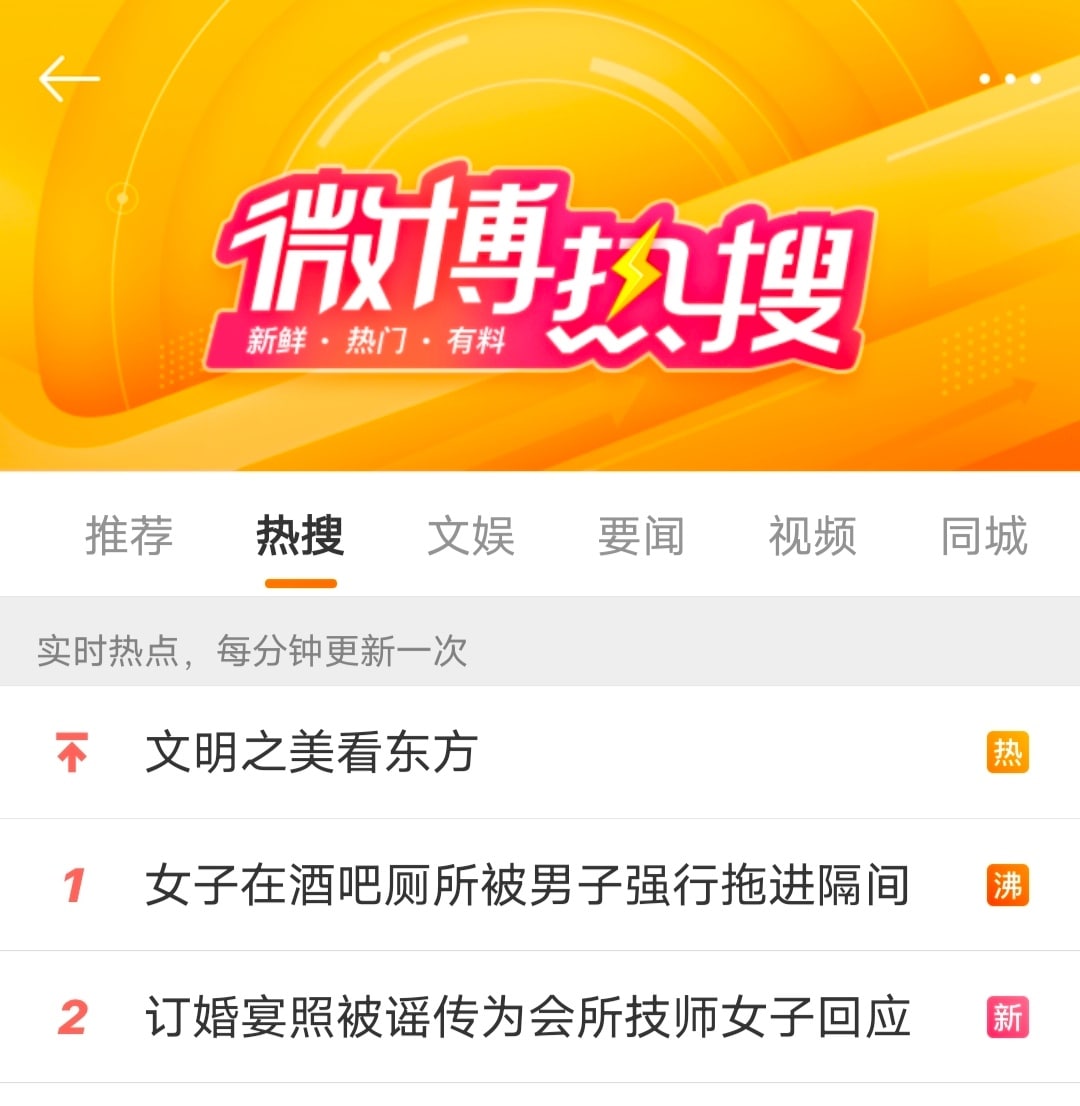 微博热搜
新鲜·热门·有料
推荐 热搜 文娱 要闻 视频 同城
实时热点，每分钟更新一次
文明之美看东方 热
1 女子在酒吧厕所被男子强行拖进隔间 沸
2 订婚宴照被谣传为会所技师女子回应 新